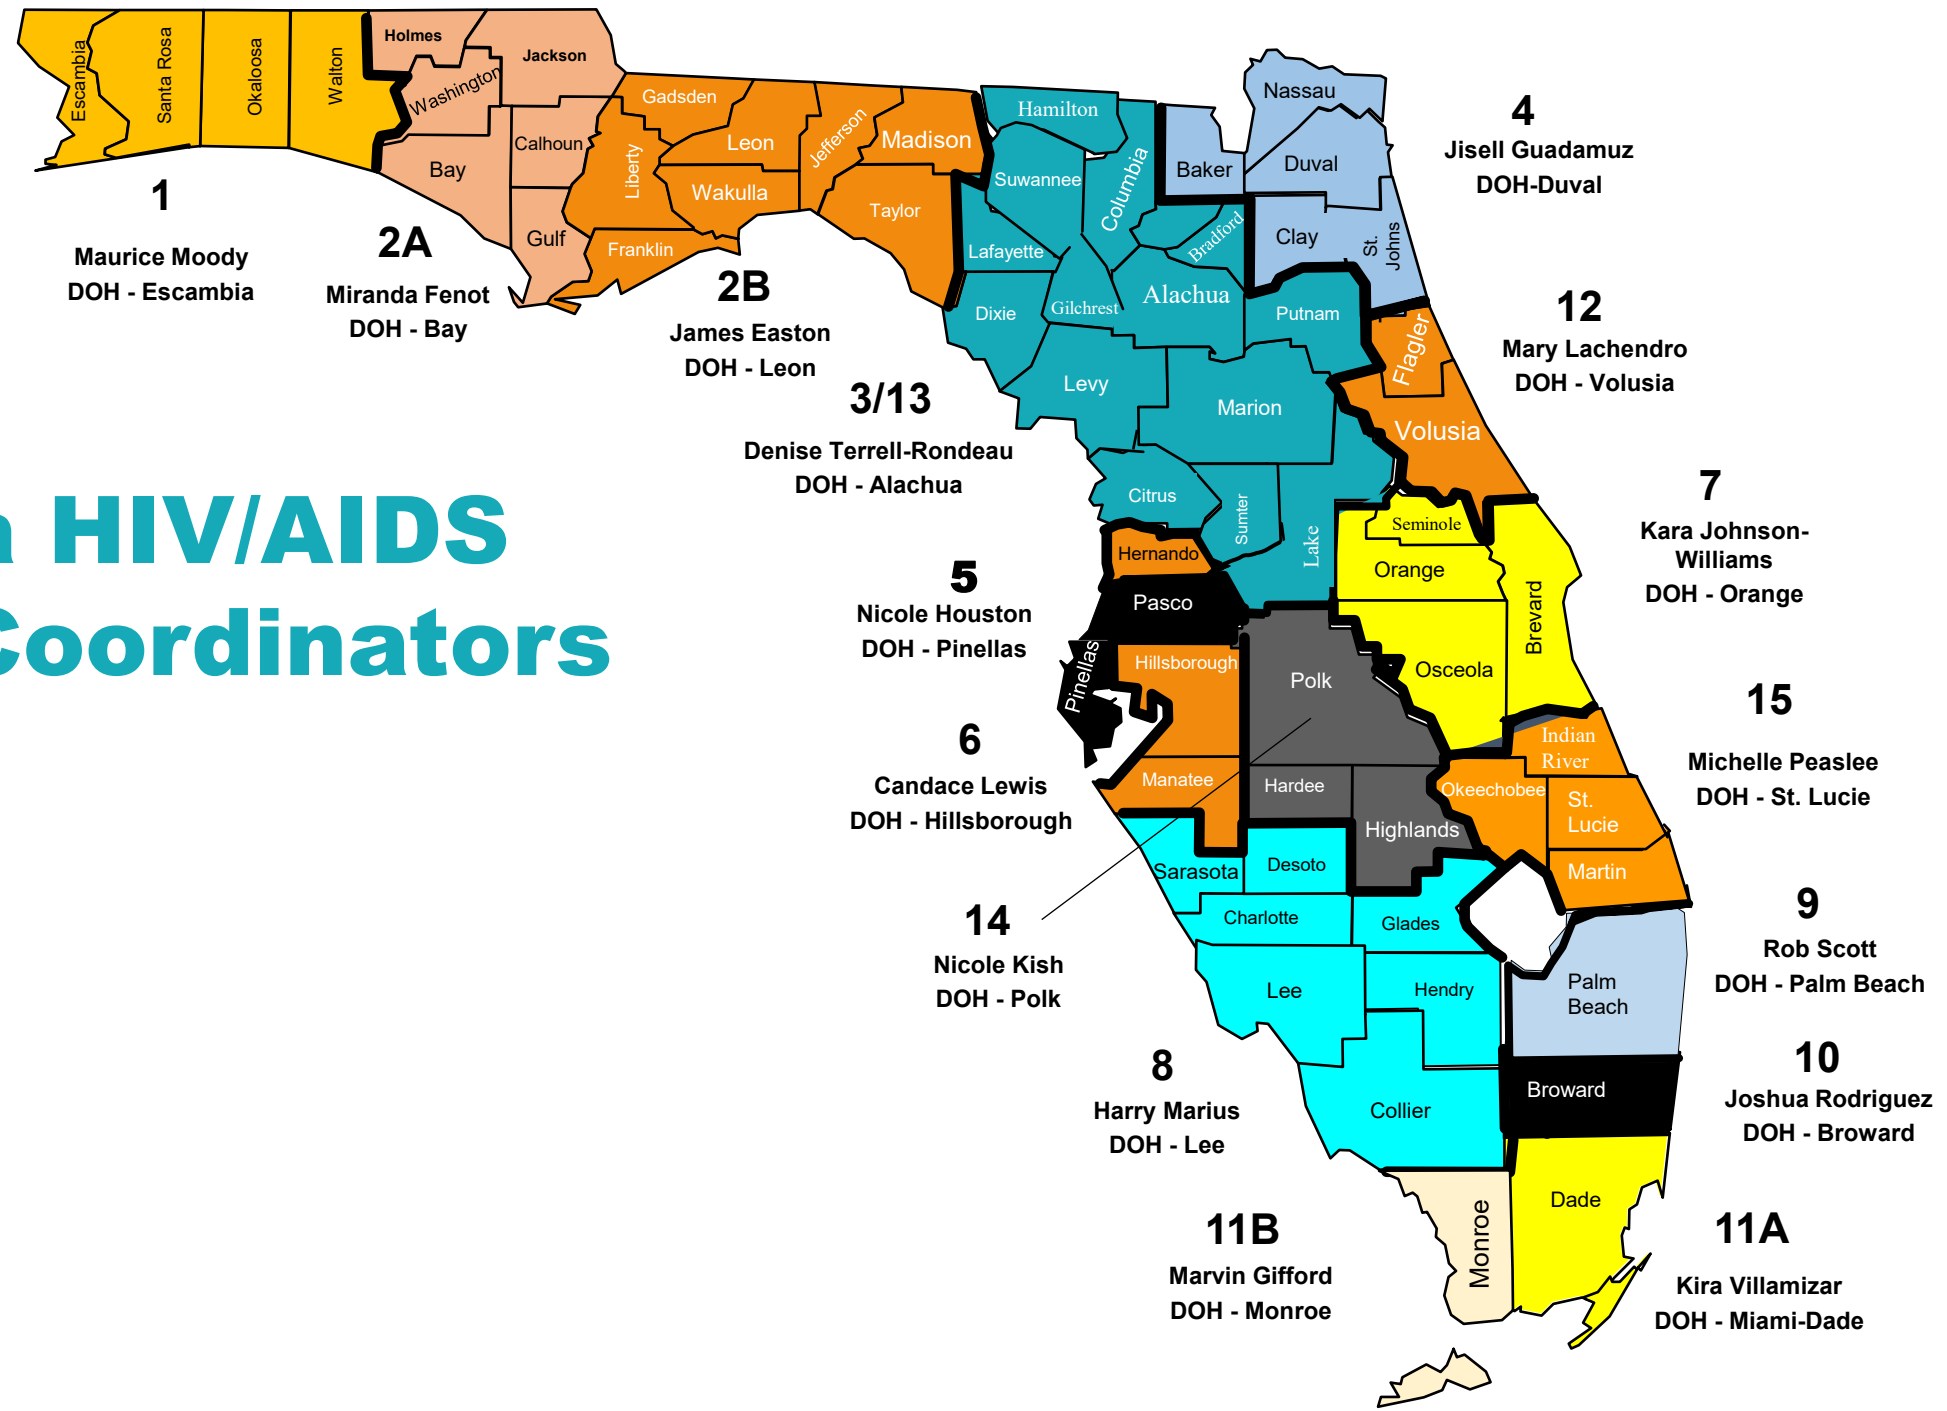 Escambia
Santa Rosa
Okaloosa
Walton
Holmes
Jackson
Washington
Bay
Calhoun
Gulf
Gadsden
Liberty
Leon
Wakulla
Franklin
Jefferson
Madison
Taylor
Hamilton
Suwannee
Columbia
Lafayette
Dixie
Gilchrest
Bradford
Alachua
Putnam
Levy
Marion
Citrus
Sumter
Lake
Baker
Nassau
Duval
Clay
St.
Johns
Flagler
Volusia
Seminole
Orange
Osceola
Brevard
Hernando
Pasco
Pinellas
Hillsborough
Manatee
Polk
Hardee
Highlands
Indian
River
Okeechobee
St.
Lucie
Martin
Sarasota
Desoto
Charlotte
Glades
Lee
Hendry
Collier
Palm
Beach
Broward
Dade
Monroe
1
Maurice Moody
DOH - Escambia
2A
Miranda Fenot
DOH - Bay
2B
James Easton
DOH - Leon
3/13
Denise Terrell-Rondeau
DOH - Alachua
4
Jisell Guadamuz
DOH-Duval
12
Mary Lachendro
DOH - Volusia
7
Kara Johnson-
Williams
DOH - Orange
a HIV/AIDS
Coordinators
5
Nicole Houston
DOH - Pinellas
6
Candace Lewis
DOH - Hillsborough
15
Michelle Peaslee
DOH - St. Lucie
14
Nicole Kish
DOH - Polk
9
Rob Scott
DOH - Palm Beach
8
Harry Marius
DOH - Lee
10
Joshua Rodriguez
DOH - Broward
11B
Marvin Gifford
DOH - Monroe
11A
Kira Villamizar
DOH - Miami-Dade